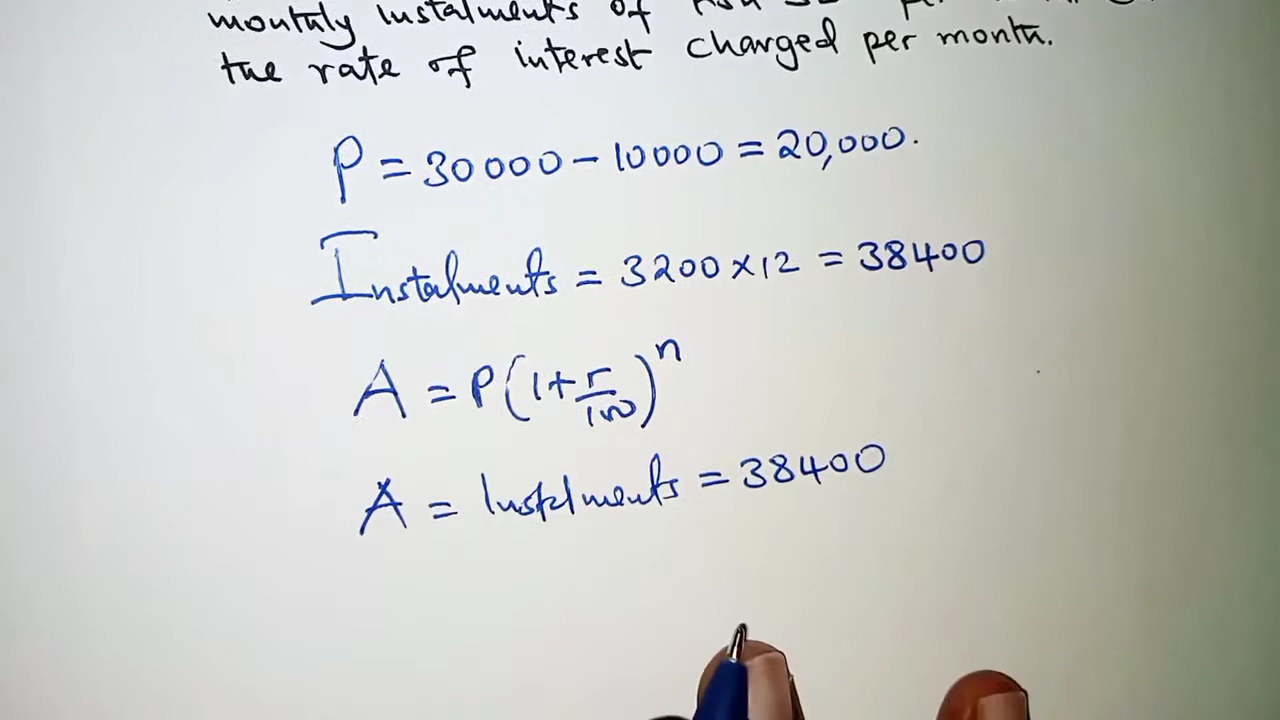 monthly instalments of
the rate of interest charged per month.
P = 30000 - 10000 = 20,000.
Instalments = 3200 x 12 = 38400
A = P(1 + r/100)^n
A = Instalments = 38400